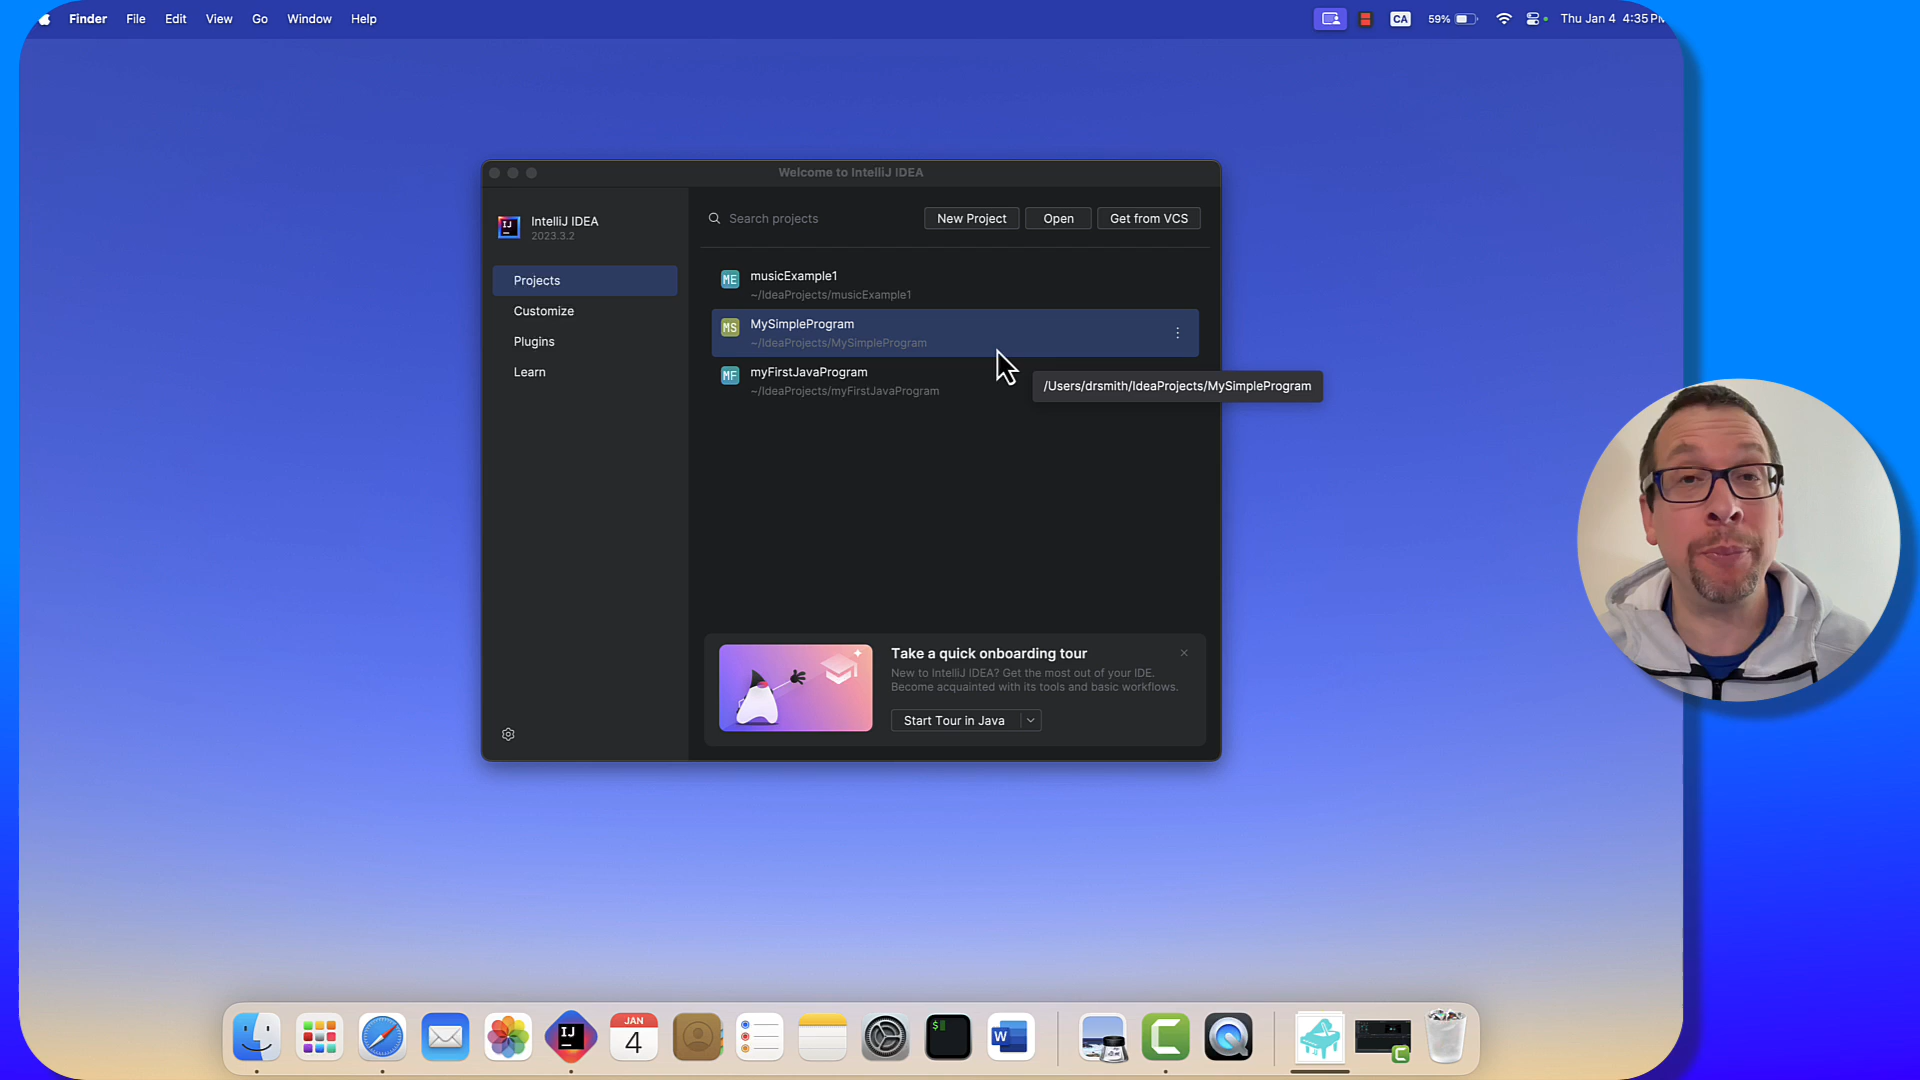 Finder File Edit View Go Window Help
CA 59% Thu Jan 4 4:35 PM
Welcome to IntelliJ IDEA
IntelliJ IDEA
2023.3.2
Search projects
New Project
Open
Get from VCS
Projects
Customize
Plugins
Learn
ME
musicExample1
~/IdeaProjects/musicExample1
MS
MySimpleProgram
~/IdeaProjects/MySimpleProgram
MF
myFirstJavaProgram
~/IdeaProjects/myFirstJavaProgram
/Users/drsmith/IdeaProjects/MySimpleProgram
Take a quick onboarding tour
New to IntelliJ IDEA? Get the most out of your IDE.
Become acquainted with its tools and basic workflows.
Start Tour in Java
IJ
JAN
4
$
W
C